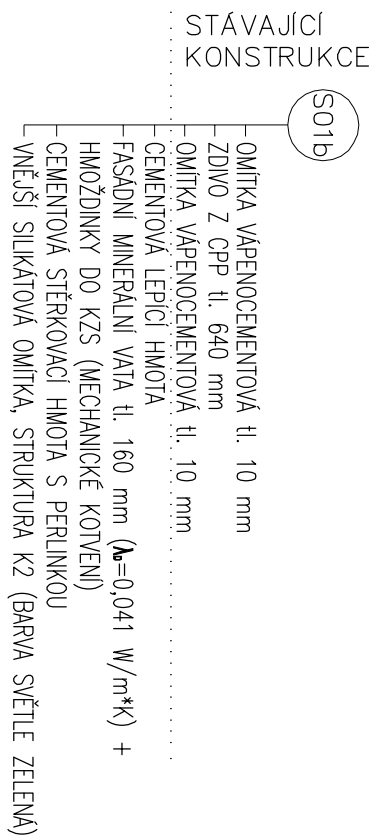 STÁVAJÍCÍ
KONSTRUKCE
S01b
OMÍTKA VÁPENOCEMENTOVÁ tl. 10 mm
ZDIVO Z CPP tl. 640 mm
OMÍTKA VÁPENOCEMENTOVÁ tl. 10 mm
CEMENTOVÁ LEPÍCÍ HMOTA
FASÁDNÍ MINERÁLNÍ VATA tl. 160 mm (λD=0,041 W/m*K) +
HMOŽDINKY DO KZS (MECHANICKÉ KOTVENÍ)
CEMENTOVÁ STĚRKOVACÍ HMOTA S PERLINKOU
VNĚJŠÍ SILIKÁTOVÁ OMÍTKA, STRUKTURA K2 (BARVA SVĚTLE ZELENÁ)